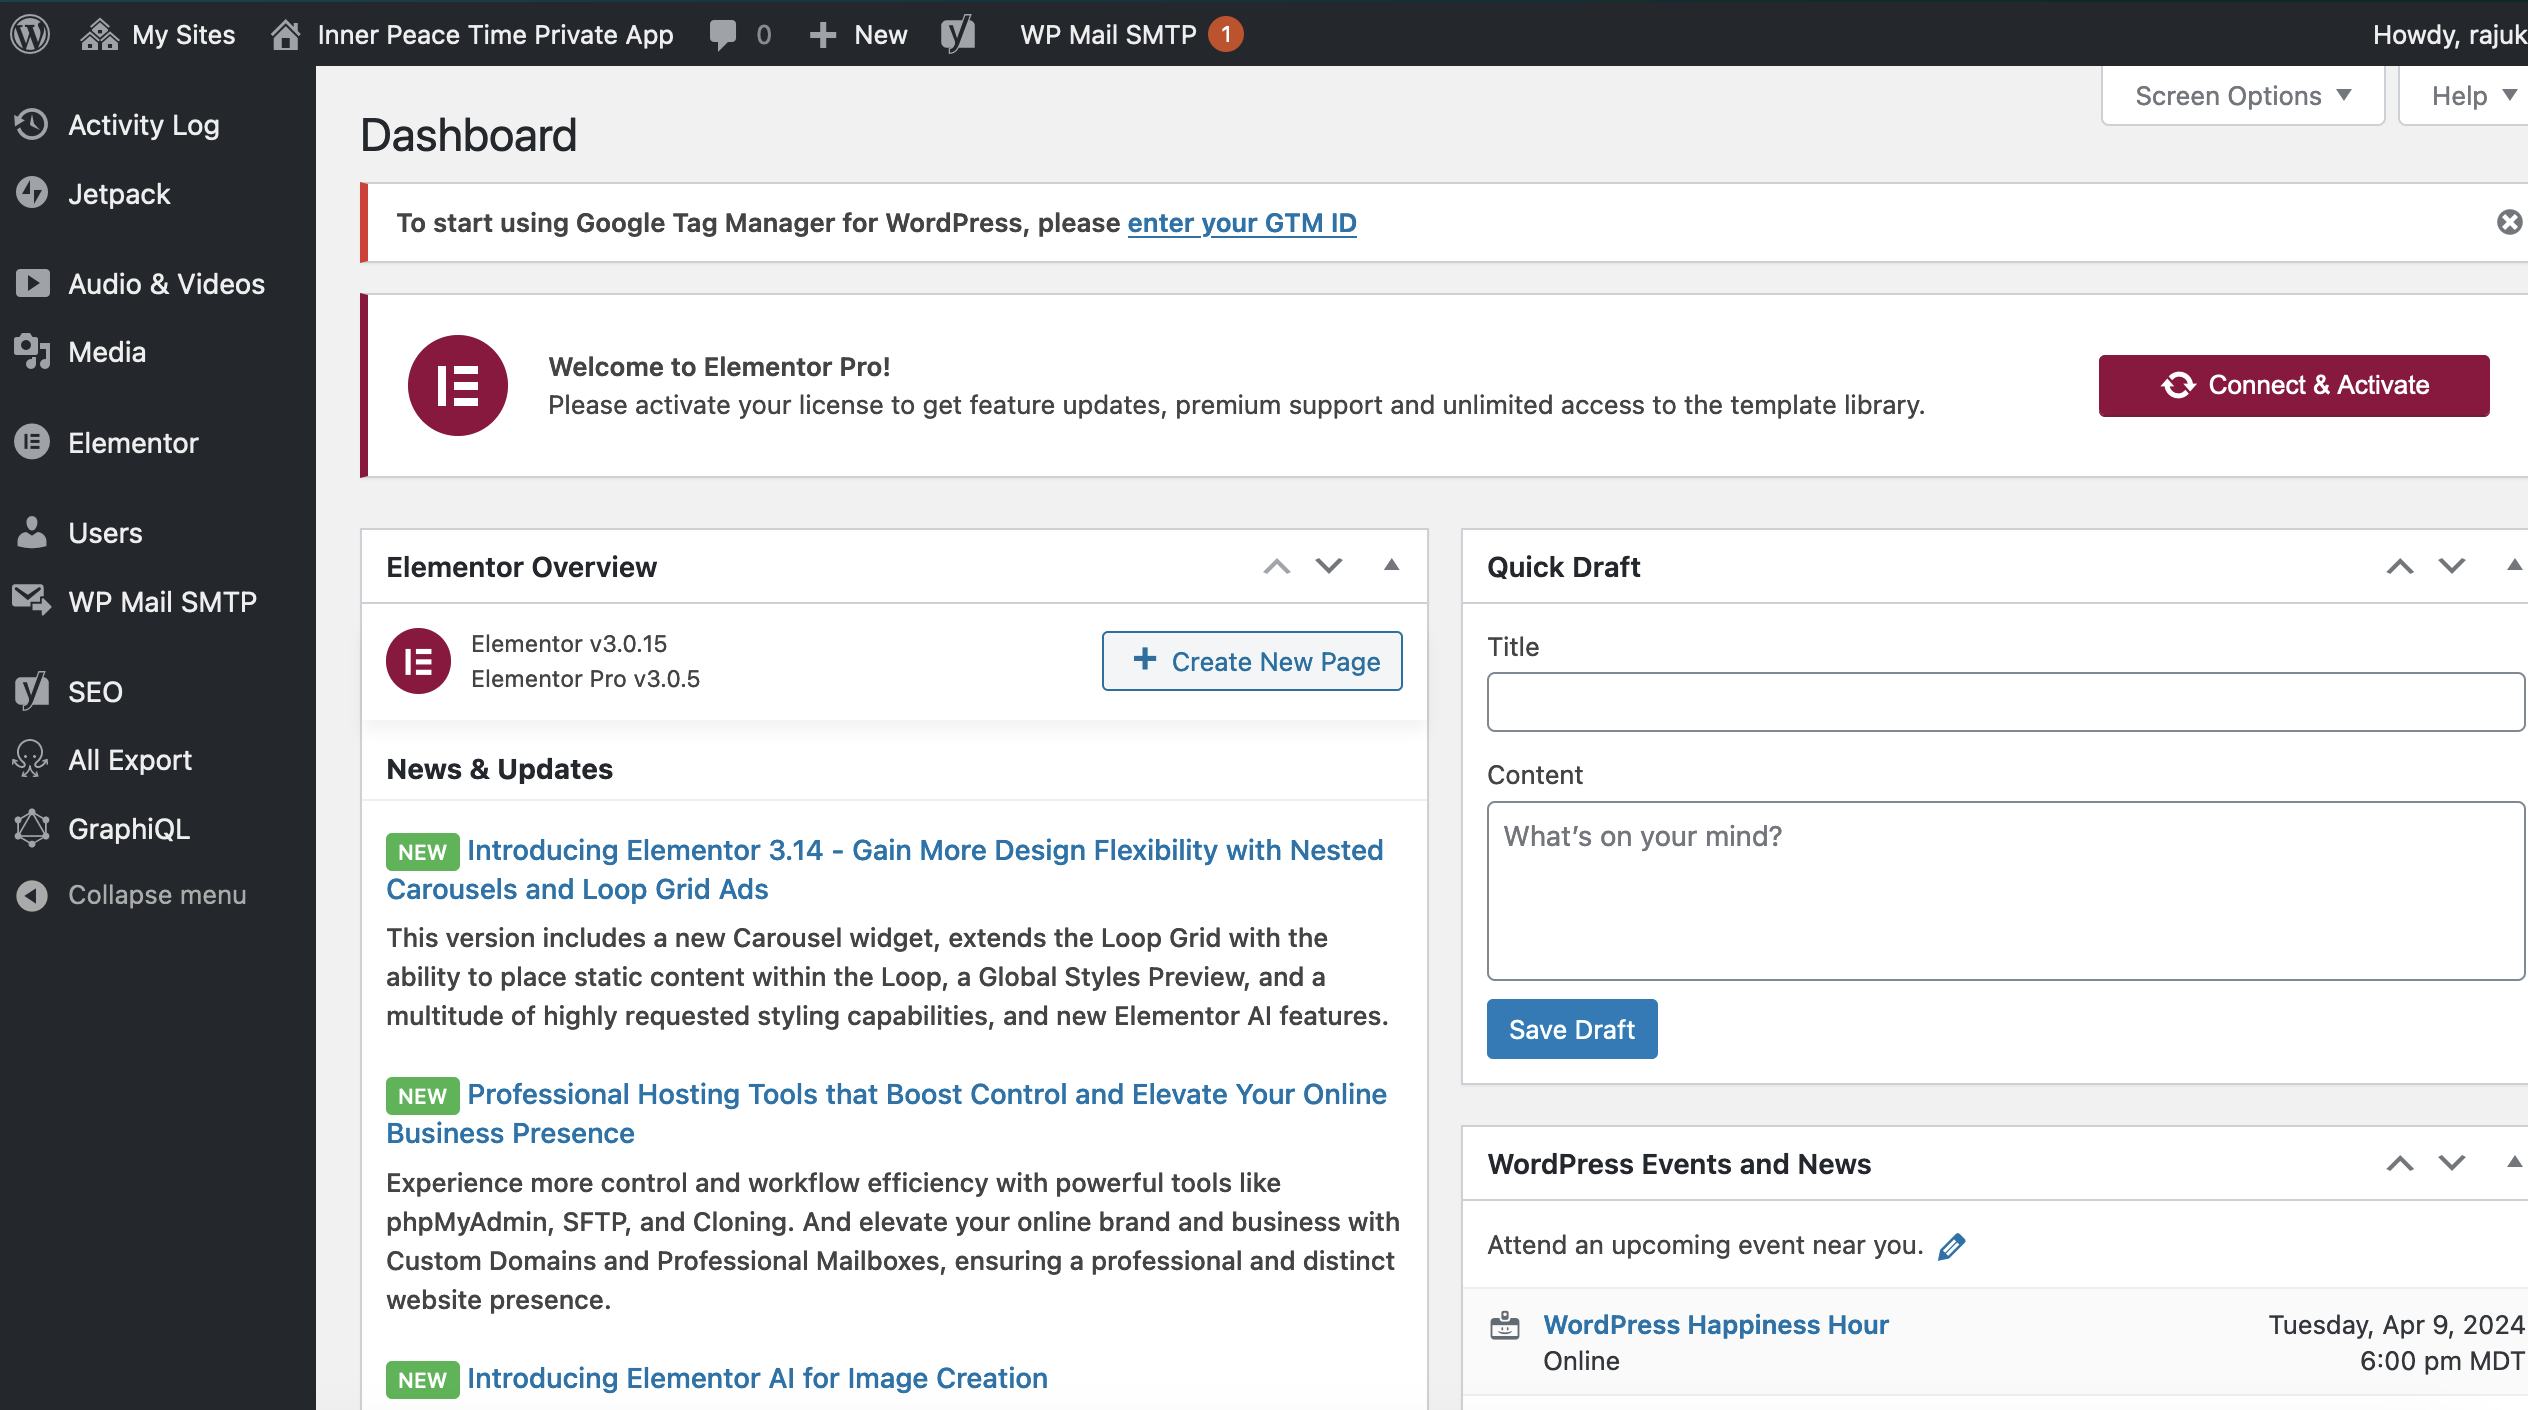 My Sites
Inner Peace Time Private App
0
New
WP Mail SMTP 1
Howdy, rajuk
Activity Log
Jetpack
Audio & Videos
Media
Elementor
Users
WP Mail SMTP
SEO
All Export
GraphiQL
Collapse menu
Screen Options
Help
Dashboard
To start using Google Tag Manager for WordPress, please enter your GTM ID
Welcome to Elementor Pro!
Please activate your license to get feature updates, premium support and unlimited access to the template library.
Connect & Activate
Elementor Overview
Elementor v3.0.15
Elementor Pro v3.0.5
Create New Page
News & Updates
NEW Introducing Elementor 3.14 - Gain More Design Flexibility with Nested
Carousels and Loop Grid Ads
This version includes a new Carousel widget, extends the Loop Grid with the
ability to place static content within the Loop, a Global Styles Preview, and a
multitude of highly requested styling capabilities, and new Elementor AI features.
NEW Professional Hosting Tools that Boost Control and Elevate Your Online
Business Presence
Experience more control and workflow efficiency with powerful tools like
phpMyAdmin, SFTP, and Cloning. And elevate your online brand and business with
Custom Domains and Professional Mailboxes, ensuring a professional and distinct
website presence.
NEW Introducing Elementor AI for Image Creation
Quick Draft
Title
Content
What's on your mind?
Save Draft
WordPress Events and News
Attend an upcoming event near you.
WordPress Happiness Hour
Online
Tuesday, Apr 9, 2024
6:00 pm MDT